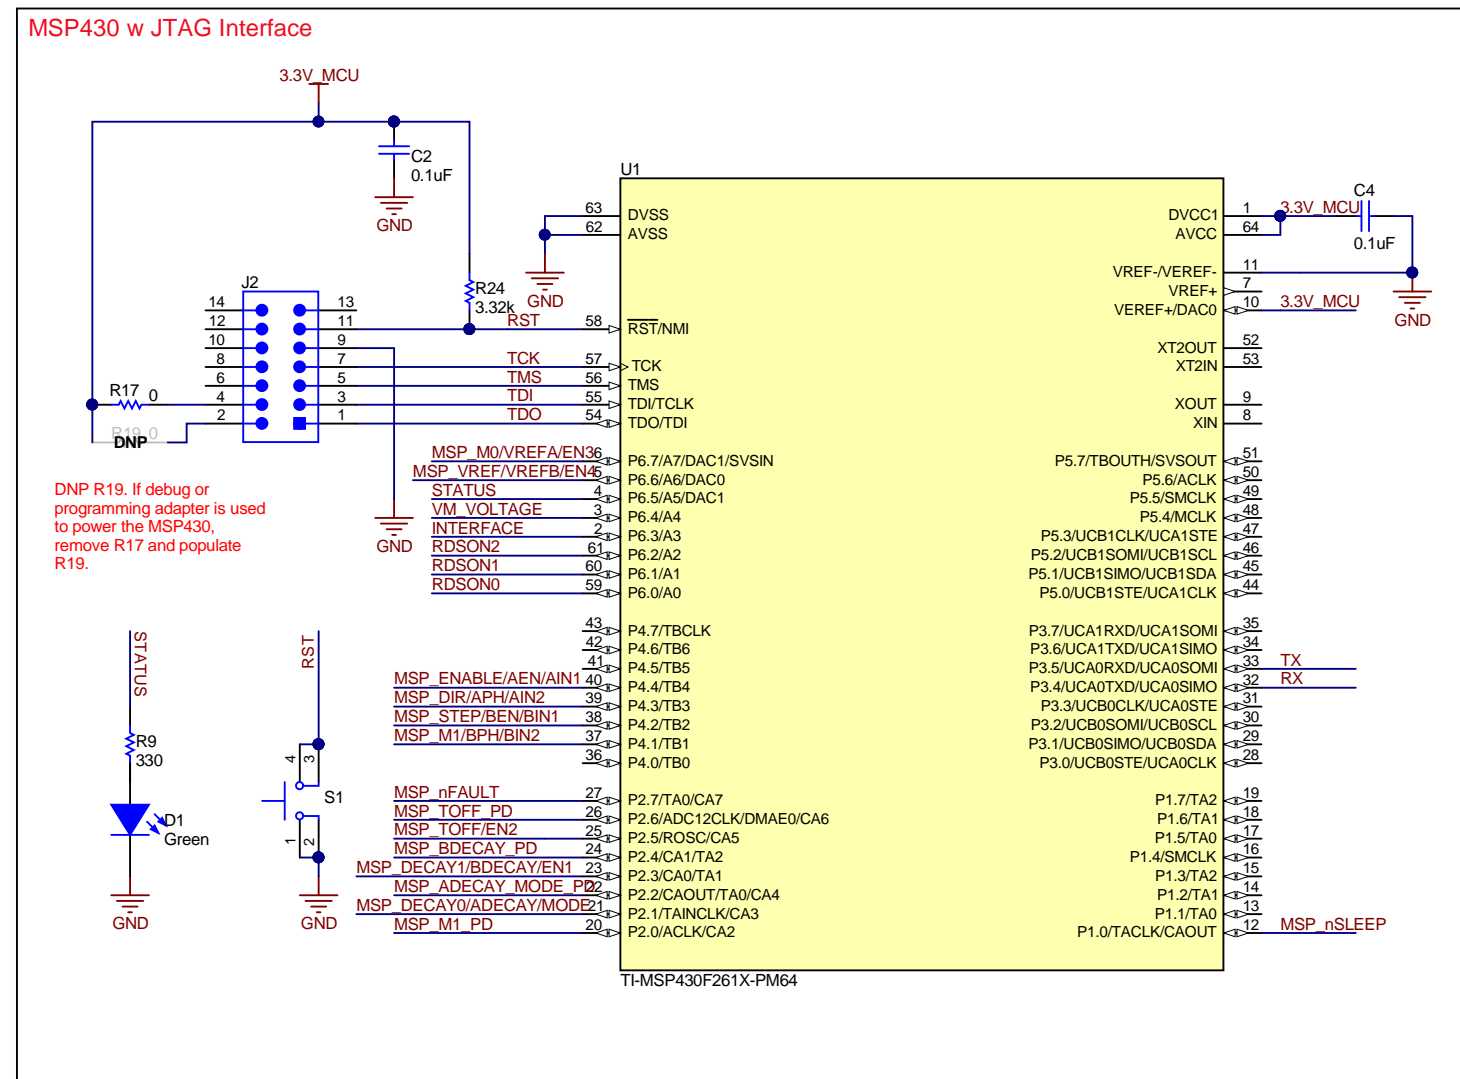 MSP430 w JTAG Interface
3.3V_MCU
C2
0.1uF
GND
J2
14 13
12 11
10 9
8 7
6 5
4 3
2 1
R24
3.32k
RST
TCK
TMS
TDI
TDO
R17 0
R19 0
DNP
GND
DNP R19. If debug or
programming adapter is used
to power the MSP430,
remove R17 and populate
R19.
STATUS
R9
330
D1
Green
GND
RST
4 3
S1
1 2
GND
U1
63 DVSS
62 AVSS
GND
58 RST/NMI
57 TCK
56 TMS
55 TDI/TCLK
54 TDO/TDI
MSP_M0/VREFA/EN3 6 P6.7/A7/DAC1/SVSIN
MSP_VREF/VREFB/EN4 5 P6.6/A6/DAC0
STATUS 4 P6.5/A5/DAC1
VM_VOLTAGE 3 P6.4/A4
INTERFACE 2 P6.3/A3
RDSON2 61 P6.2/A2
RDSON1 60 P6.1/A1
RDSON0 59 P6.0/A0
43 P4.7/TBCLK
42 P4.6/TB6
41 P4.5/TB5
MSP_ENABLE/AEN/AIN1 40 P4.4/TB4
MSP_DIR/APH/AIN2 39 P4.3/TB3
MSP_STEP/BEN/BIN1 38 P4.2/TB2
MSP_M1/BPH/BIN2 37 P4.1/TB1
36 P4.0/TB0
MSP_nFAULT 27 P2.7/TA0/CA7
MSP_TOFF_PD 26 P2.6/ADC12CLK/DMAE0/CA6
MSP_TOFF/EN2 25 P2.5/ROSC/CA5
MSP_BDECAY_PD 24 P2.4/CA1/TA2
MSP_DECAY1/BDECAY/EN1 23 P2.3/CA0/TA1
MSP_ADECAY_MODE_PD 22 P2.2/CAOUT/TA0/CA4
MSP_DECAY0/ADECAY/MODE 21 P2.1/TAINCLK/CA3
MSP_M1_PD 20 P2.0/ACLK/CA2
DVCC1 1 3.3V_MCU
AVCC 64
C4
0.1uF
VREF-/VEREF- 11
VREF+ 7
VEREF+/DAC0 10 3.3V_MCU
GND
XT2OUT 52
XT2IN 53
XOUT 9
XIN 8
P5.7/TBOUTH/SVSOUT 51
P5.6/ACLK 50
P5.5/SMCLK 49
P5.4/MCLK 48
P5.3/UCB1CLK/UCA1STE 47
P5.2/UCB1SOMI/UCB1SCL 46
P5.1/UCB1SIMO/UCB1SDA 45
P5.0/UCB1STE/UCA1CLK 44
P3.7/UCA1RXD/UCA1SOMI 35
P3.6/UCA1TXD/UCA1SIMO 34
P3.5/UCA0RXD/UCA0SOMI 33 TX
P3.4/UCA0TXD/UCA0SIMO 32 RX
P3.3/UCB0CLK/UCA0STE 31
P3.2/UCB0SOMI/UCB0SCL 30
P3.1/UCB0SIMO/UCB0SDA 29
P3.0/UCB0STE/UCA0CLK 28
P1.7/TA2 19
P1.6/TA1 18
P1.5/TA0 17
P1.4/SMCLK 16
P1.3/TA2 15
P1.2/TA1 14
P1.1/TA0 13
P1.0/TACLK/CAOUT 12 MSP_nSLEEP
TI-MSP430F261X-PM64